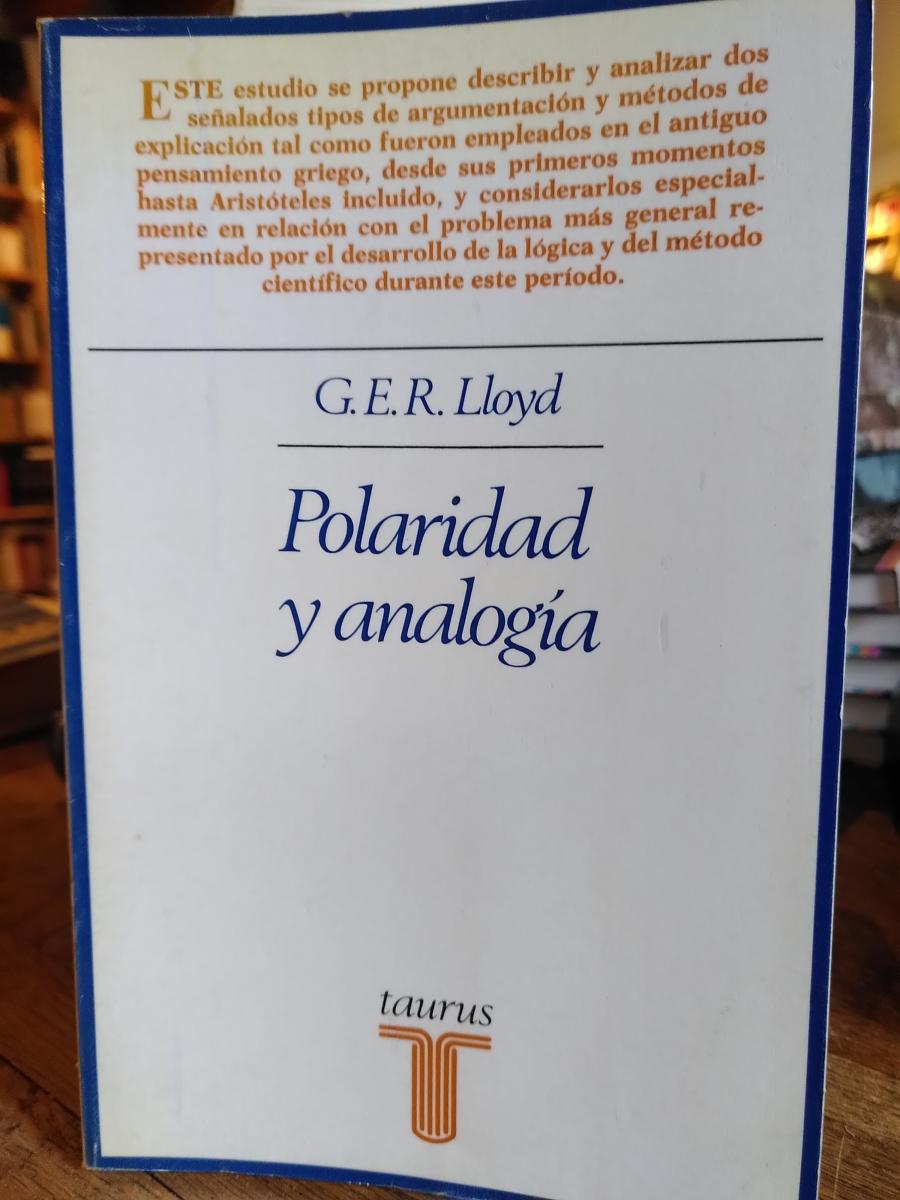 ESTE estudio se propone describir y analizar dos
señalados tipos de argumentación y métodos de
explicación tal como fueron empleados en el antiguo
pensamiento griego, desde sus primeros momentos
hasta Aristóteles incluido, y considerarlos especial-
mente en relación con el problema más general re-
presentado por el desarrollo de la lógica y del método
científico durante este período.
G. E. R. Lloyd
Polaridad
y analogía
taurus